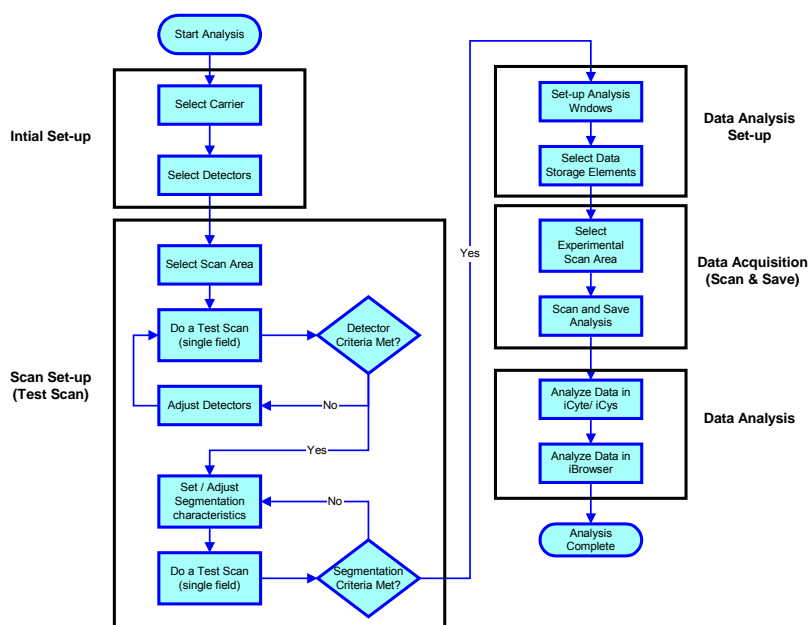 Start Analysis
Intial Set-up
Select Carrier
Select Detectors
Scan Set-up
(Test Scan)
Select Scan Area
Do a Test Scan
(single field)
Detector
Criteria Met?
Adjust Detectors
No
Yes
Set / Adjust
Segmentation
characteristics
No
Do a Test Scan
(single field)
Segmentation
Criteria Met?
Yes
Set-up Analysis
Wndows
Select Data
Storage Elements
Data Analysis
Set-up
Select
Experimental
Scan Area
Scan and Save
Analysis
Data Acquisition
(Scan & Save)
Analyze Data in
iCyte/ iCys
Analyze Data in
iBrowser
Data Analysis
Analysis
Complete